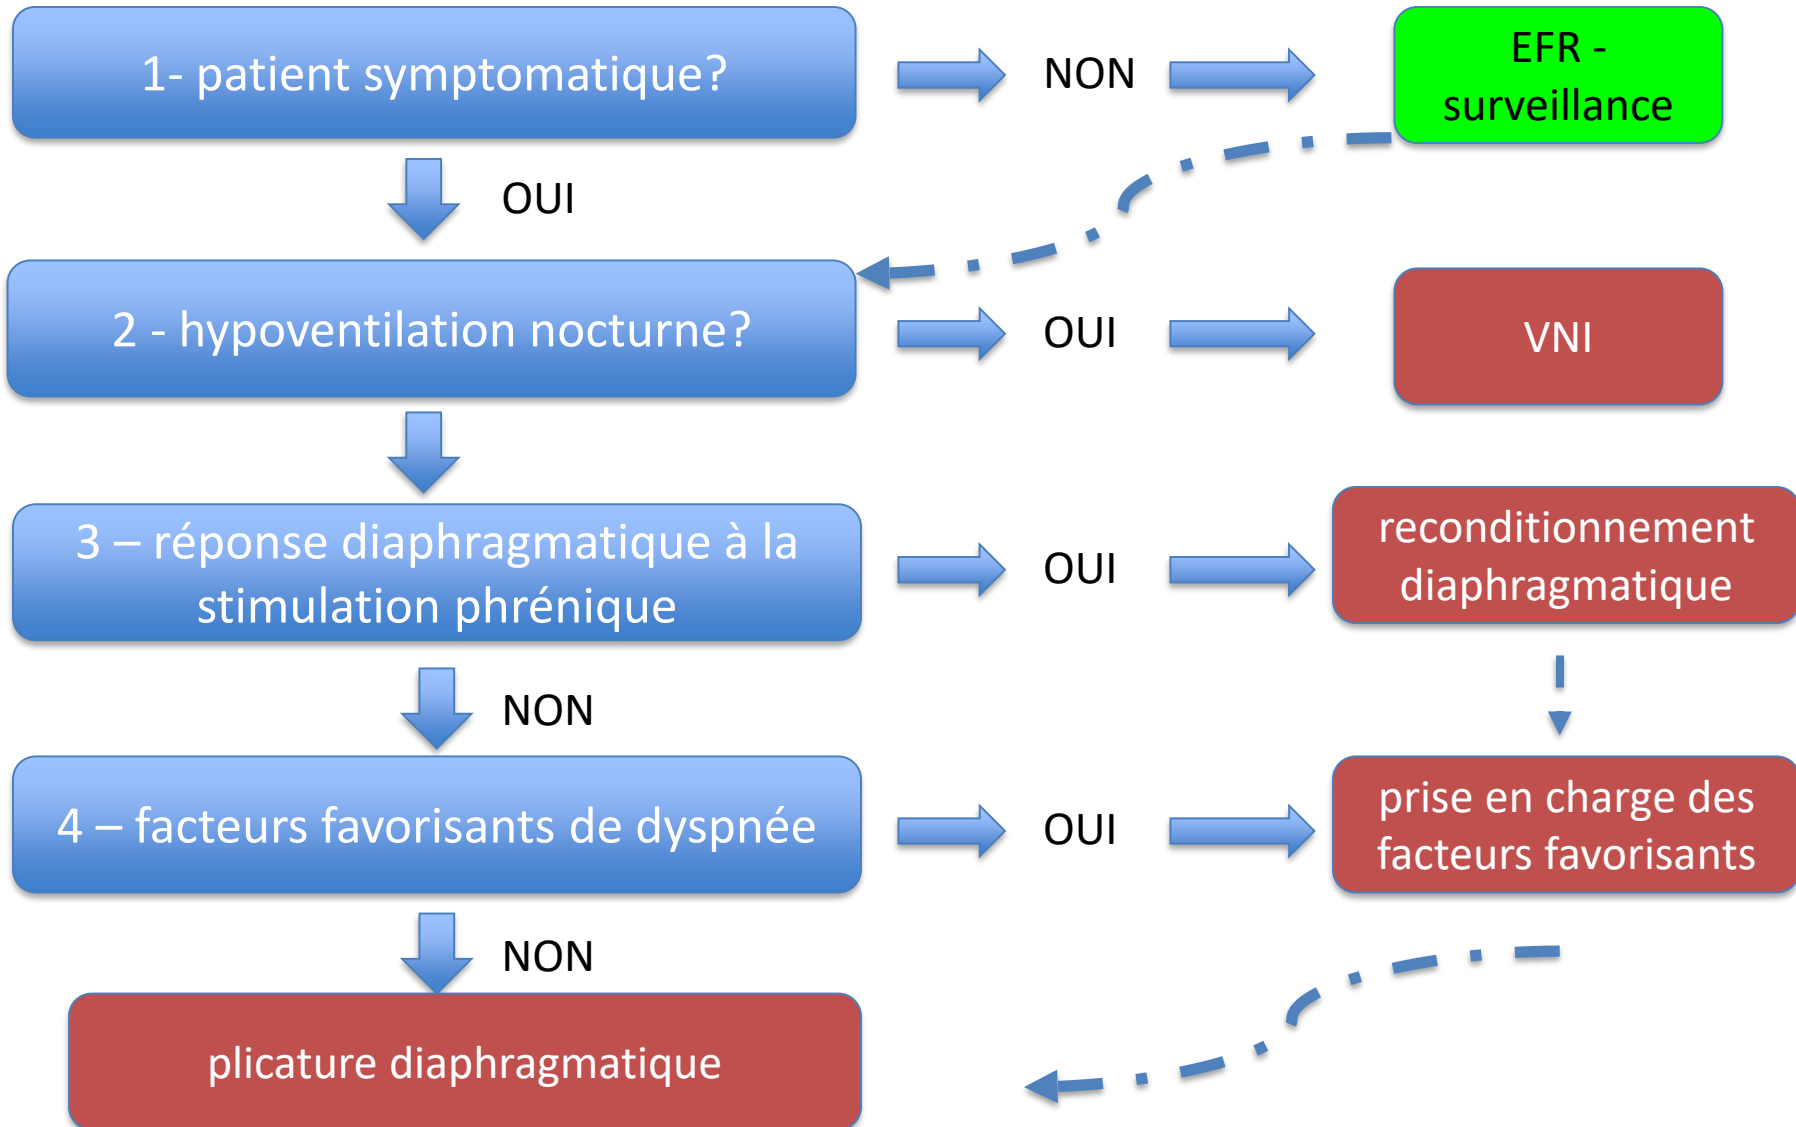 1- patient symptomatique?
NON
EFR -
surveillance
OUI
2 - hypoventilation nocturne?
OUI
VNI
3 – réponse diaphragmatique à la
stimulation phrénique
OUI
reconditionnement
diaphragmatique
NON
4 – facteurs favorisants de dyspnée
OUI
prise en charge des
facteurs favorisants
NON
plicature diaphragmatique